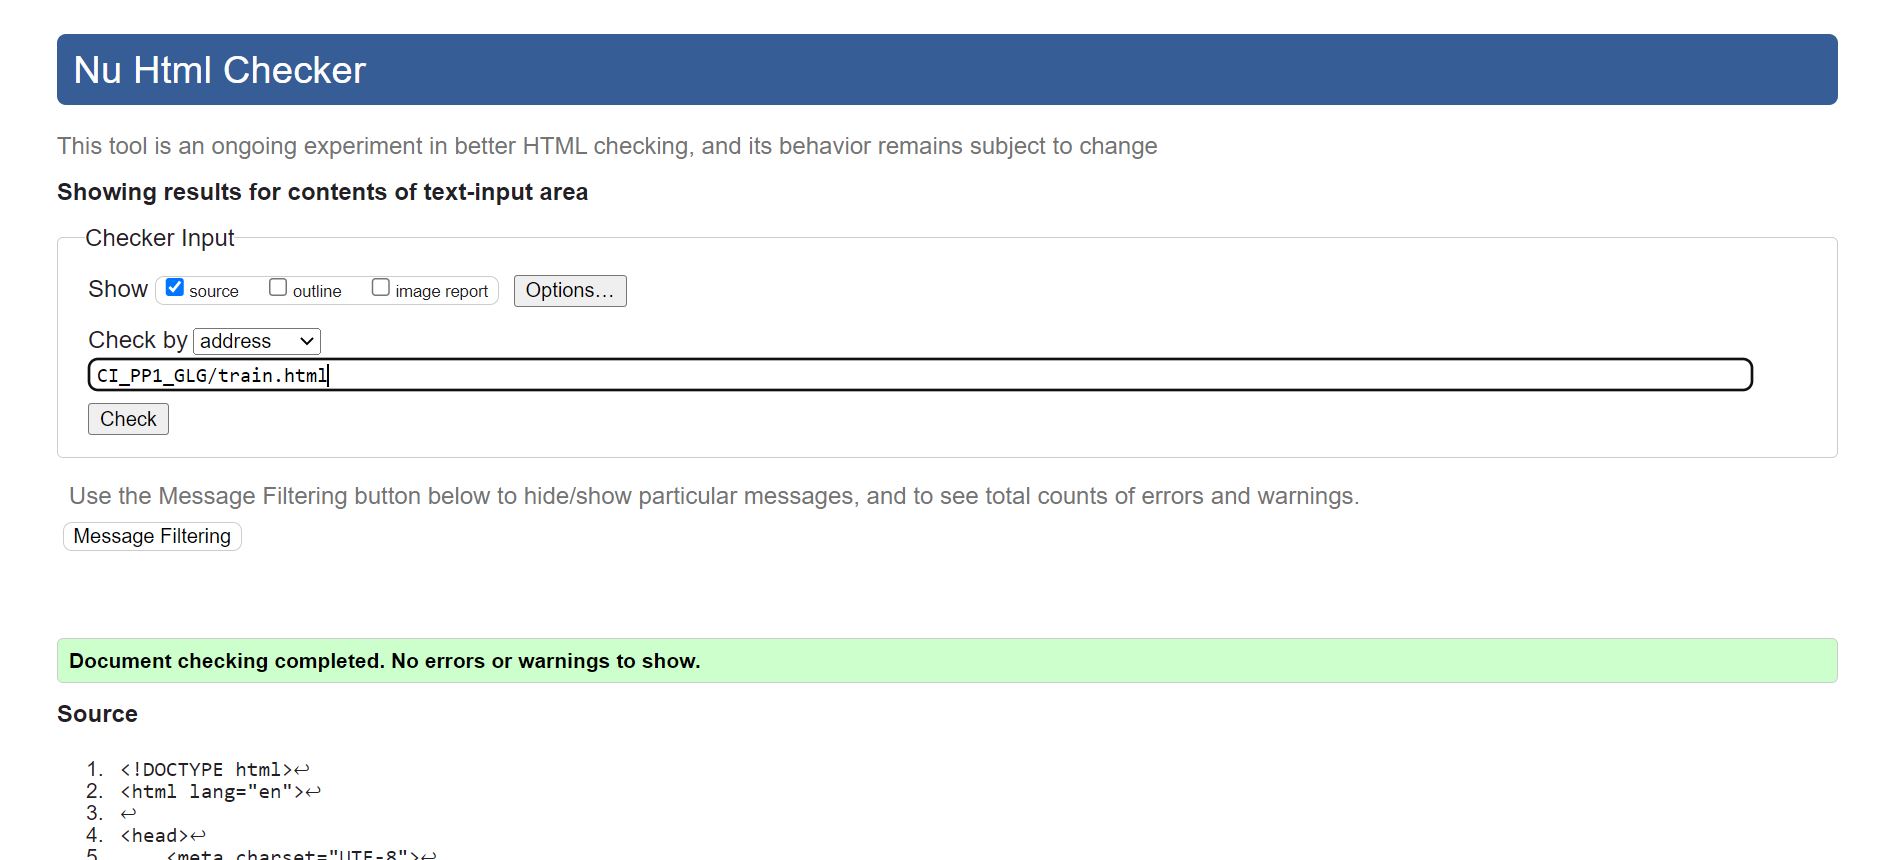 Nu Html Checker
This tool is an ongoing experiment in better HTML checking, and its behavior remains subject to change
Showing results for contents of text-input area
Checker Input
Show source outline image report Options...
Check by address
CI_PP1_GLG/train.html
Check
Use the Message Filtering button below to hide/show particular messages, and to see total counts of errors and warnings.
Message Filtering
Document checking completed. No errors or warnings to show.
Source
1. <!DOCTYPE html>↩
2. <html lang="en">↩
3. ↩
4. <head>↩
5. <meta charset="UTF-8">↩